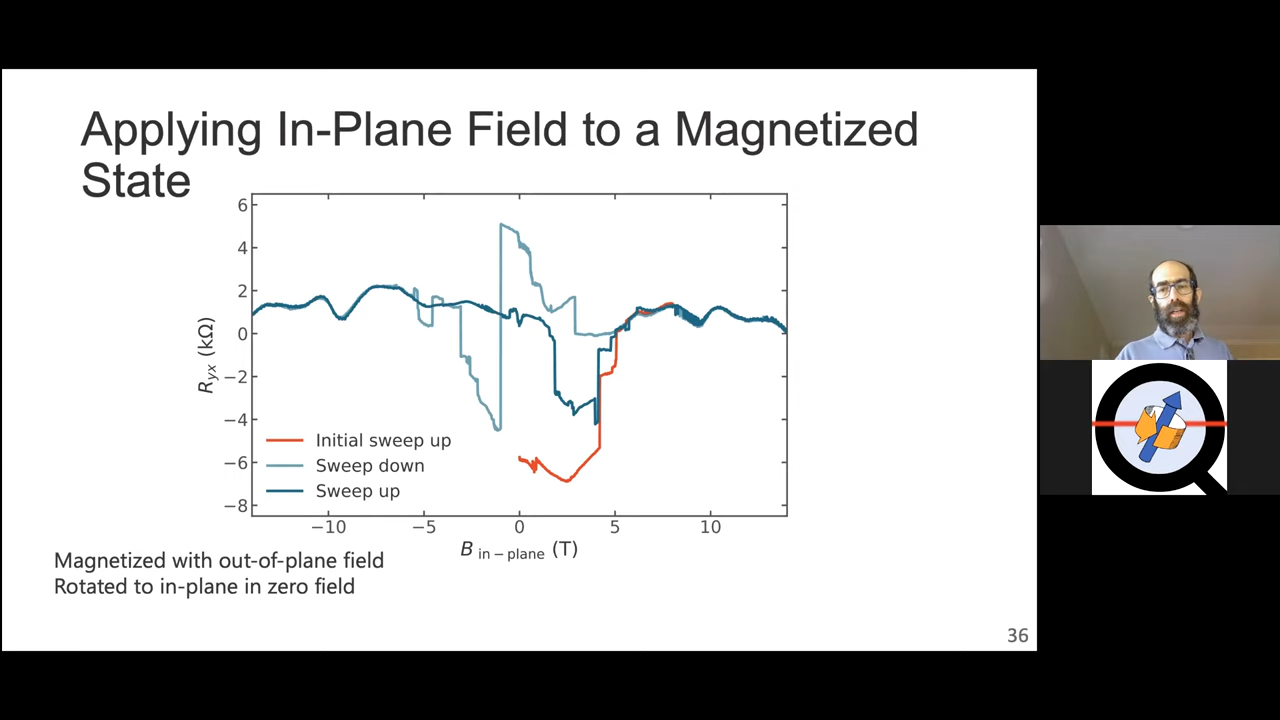 Applying In-Plane Field to a Magnetized
State
6
4
2
0
−2
−4
−6
−8
R_yx (kΩ)
Initial sweep up
Sweep down
Sweep up
−10
−5
0
5
10
B in−plane (T)
Magnetized with out-of-plane field
Rotated to in-plane in zero field
36